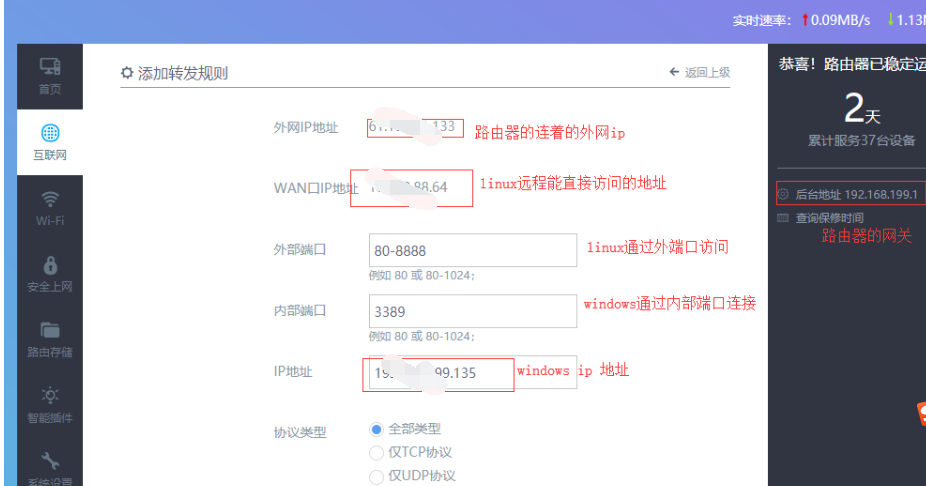 实时速率： 0.09MB/s 1.13
首页
互联网
Wi-Fi
安全上网
路由存储
智能插件
系统设置
添加转发规则
返回上级
外网IP地址 61.1 133 路由器的连着的外网ip
WAN口IP地址 88.64 linux远程能直接访问的地址
外部端口 80-8888 linux通过外端口访问
例如 80 或 80-1024；
内部端口 3389 windows通过内部端口连接
例如 80 或 80-1024；
IP地址 19 99.135 windows ip 地址
协议类型 全部类型
仅TCP协议
仅UDP协议
恭喜！路由器已稳定运
2天
累计服务37台设备
后台地址 192.168.199.1
查询保修时间
路由器的网关